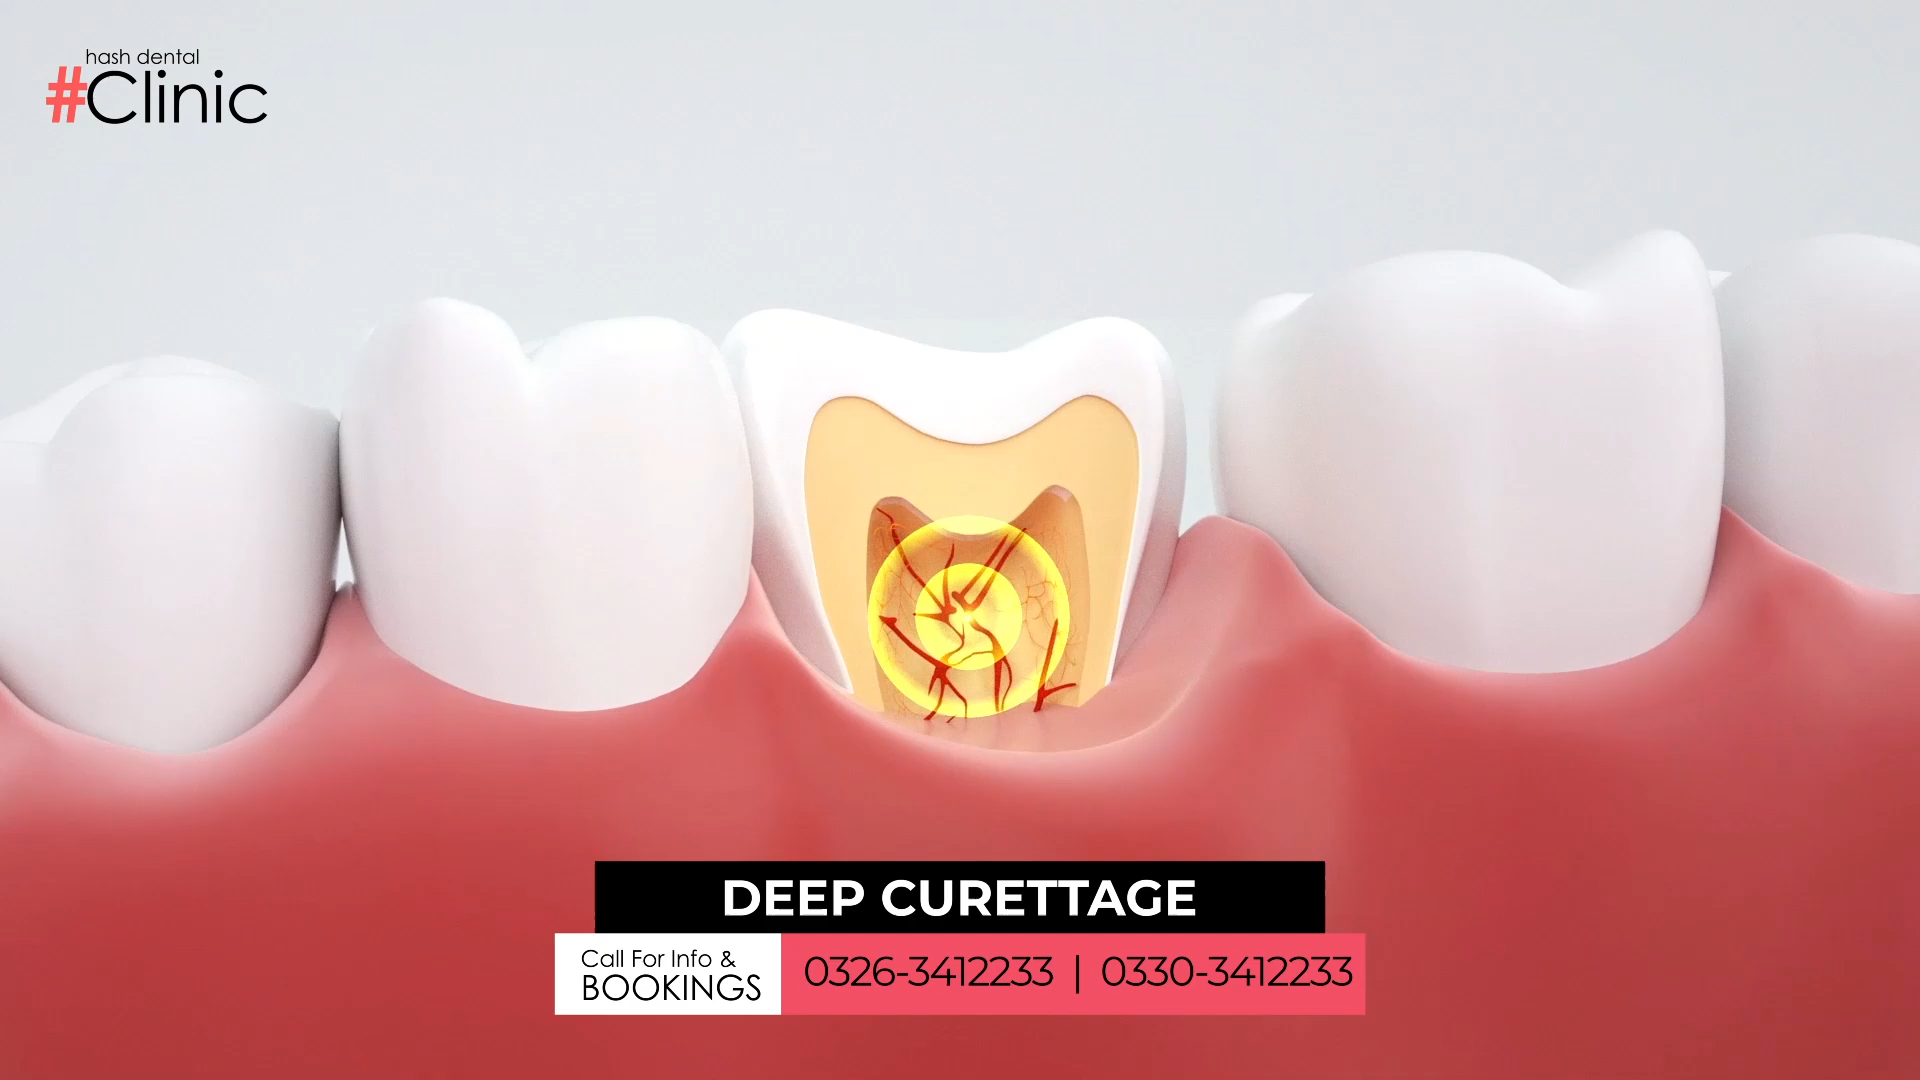 hash dental
#Clinic
DEEP CURETTAGE
Call For Info &
BOOKINGS
0326-3412233 | 0330-3412233